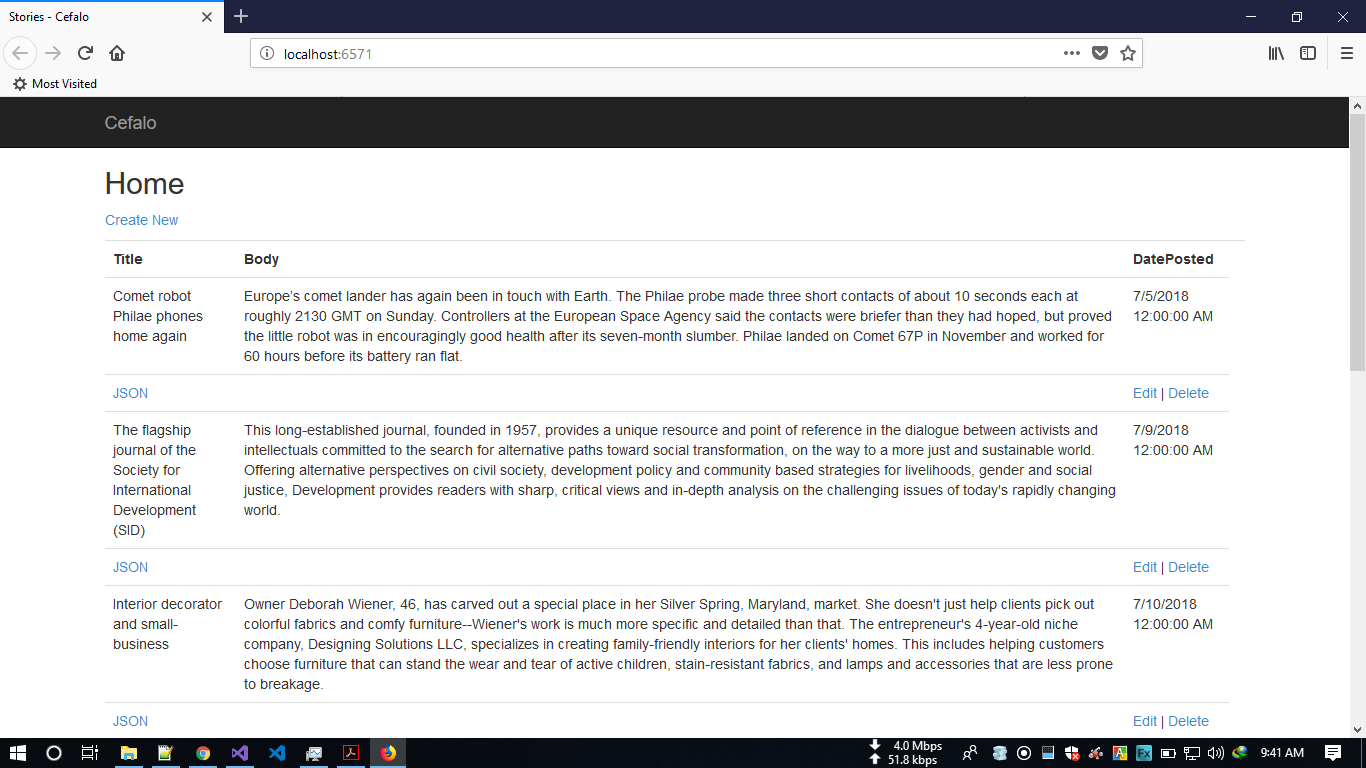 Stories - Cefalo
localhost:6571
Most Visited
Cefalo
Home
Create New
Title Body DatePosted
Comet robot
Philae phones
home again
Europe's comet lander has again been in touch with Earth. The Philae probe made three short contacts of about 10 seconds each at
roughly 2130 GMT on Sunday. Controllers at the European Space Agency said the contacts were briefer than they had hoped, but proved
the little robot was in encouragingly good health after its seven-month slumber. Philae landed on Comet 67P in November and worked for
60 hours before its battery ran flat.
7/5/2018
12:00:00 AM
JSON Edit | Delete
The flagship
journal of the
Society for
International
Development
(SID)
This long-established journal, founded in 1957, provides a unique resource and point of reference in the dialogue between activists and
intellectuals committed to the search for alternative paths toward social transformation, on the way to a more just and sustainable world.
Offering alternative perspectives on civil society, development policy and community based strategies for livelihoods, gender and social
justice, Development provides readers with sharp, critical views and in-depth analysis on the challenging issues of today's rapidly changing
world.
7/9/2018
12:00:00 AM
JSON Edit | Delete
Interior decorator
and small-
business
Owner Deborah Wiener, 46, has carved out a special place in her Silver Spring, Maryland, market. She doesn't just help clients pick out
colorful fabrics and comfy furniture--Wiener's work is much more specific and detailed than that. The entrepreneur's 4-year-old niche
company, Designing Solutions LLC, specializes in creating family-friendly interiors for her clients' homes. This includes helping customers
choose furniture that can stand the wear and tear of active children, stain-resistant fabrics, and lamps and accessories that are less prone
to breakage.
7/10/2018
12:00:00 AM
JSON Edit | Delete
4.0 Mbps
51.8 kbps
A
Fx
9:41 AM